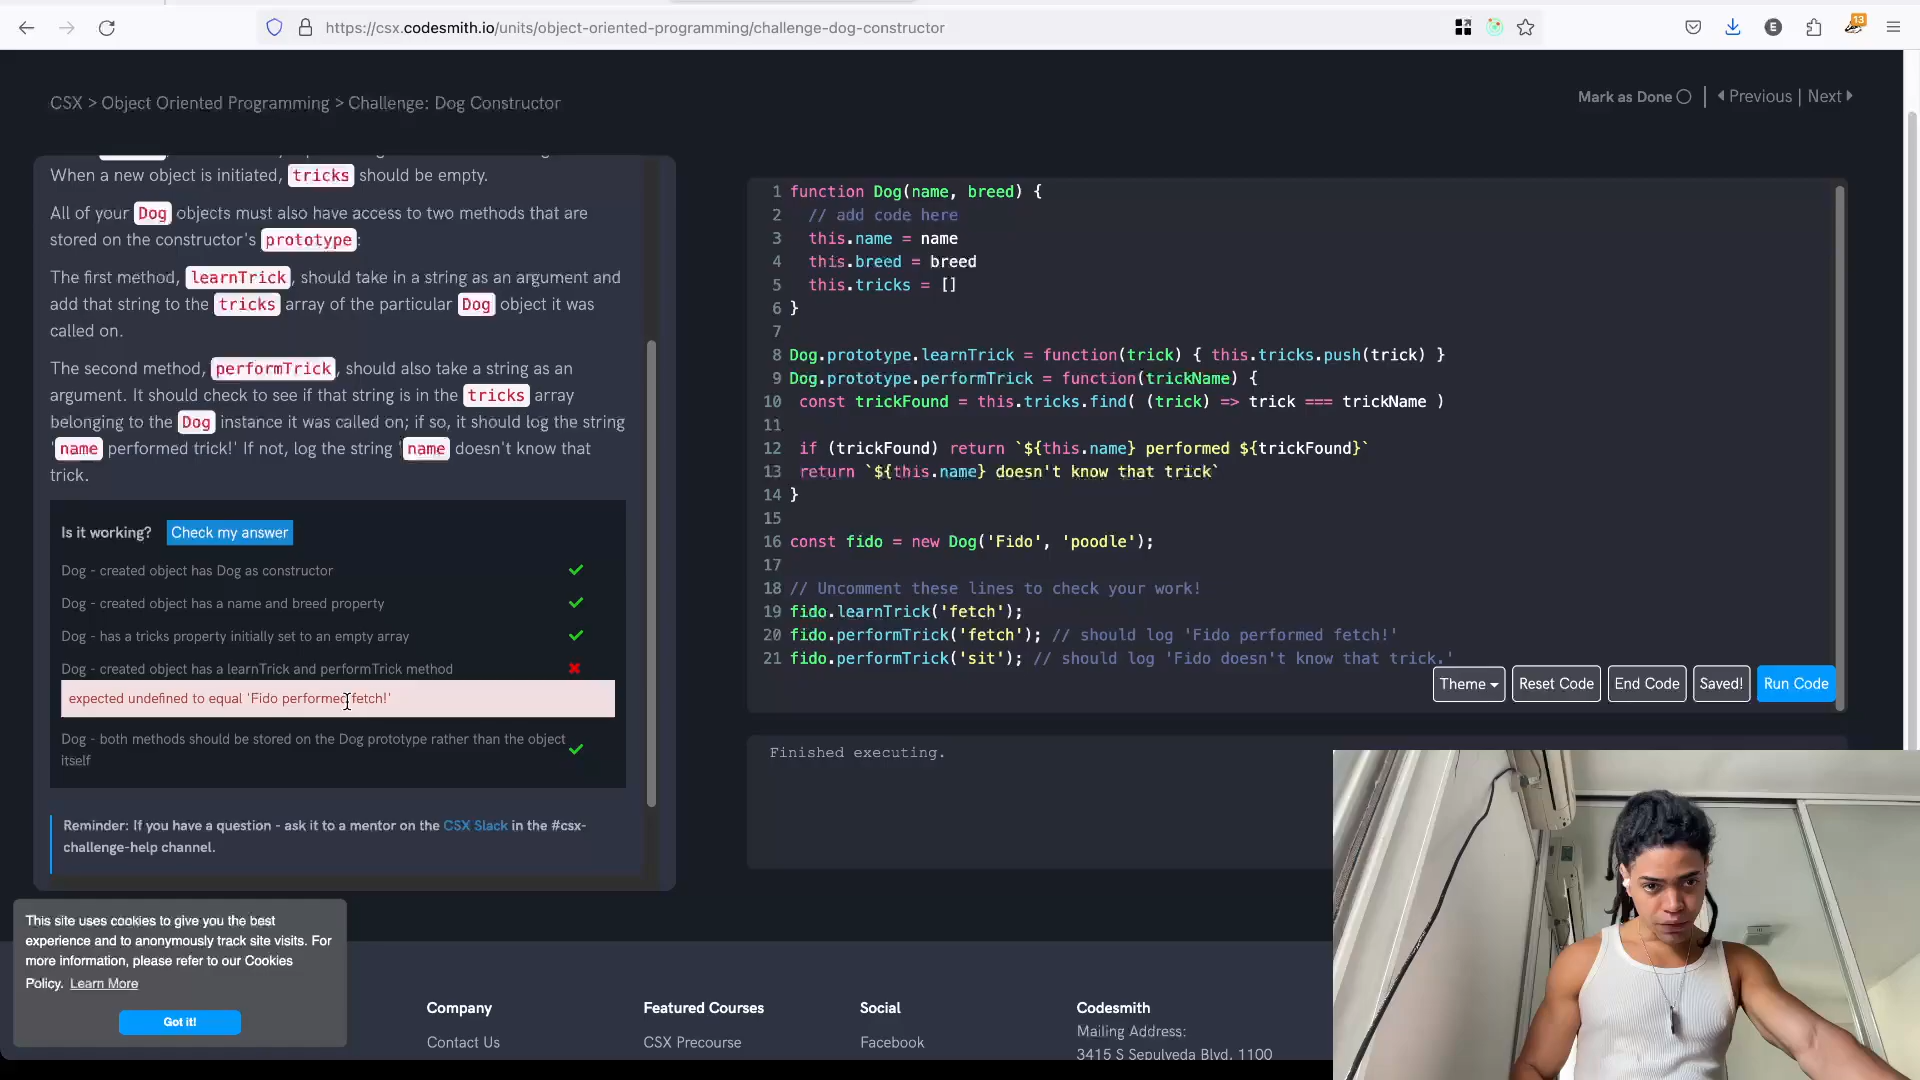 https://csx.codesmith.io/units/object-oriented-programming/challenge-dog-constructor
13
E
CSX > Object Oriented Programming > Challenge: Dog Constructor
Mark as Done
Previous | Next
When a new object is initiated, tricks should be empty.
All of your Dog objects must also have access to two methods that are
stored on the constructor's prototype:
The first method, learnTrick, should take in a string as an argument and
add that string to the tricks array of the particular Dog object it was
called on.
The second method, performTrick, should also take a string as an
argument. It should check to see if that string is in the tricks array
belonging to the Dog instance it was called on; if so, it should log the string
'name performed trick!' If not, log the string 'name doesn't know that
trick.
Is it working? Check my answer
Dog - created object has Dog as constructor
Dog - created object has a name and breed property
Dog - has a tricks property initially set to an empty array
Dog - created object has a learnTrick and performTrick method
expected undefined to equal 'Fido performed fetch!'
Dog - both methods should be stored on the Dog prototype rather than the object
itself
Reminder: If you have a question - ask it to a mentor on the CSX Slack in the #csx-
challenge-help channel.
1 function Dog(name, breed) {
2 // add code here
3 this.name = name
4 this.breed = breed
5 this.tricks = []
6 }
7
8 Dog.prototype.learnTrick = function(trick) { this.tricks.push(trick) }
9 Dog.prototype.performTrick = function(trickName) {
10 const trickFound = this.tricks.find( (trick) => trick === trickName )
11
12 if (trickFound) return `${this.name} performed ${trickFound}`
13 return `${this.name} doesn't know that trick`
14 }
15
16 const fido = new Dog('Fido', 'poodle');
17
18 // Uncomment these lines to check your work!
19 fido.learnTrick('fetch');
20 fido.performTrick('fetch'); // should log 'Fido performed fetch!'
21 fido.performTrick('sit'); // should log 'Fido doesn't know that trick.'
Theme
Reset Code
End Code
Saved!
Run Code
Finished executing.
This site uses cookies to give you the best
experience and to anonymously track site visits. For
more information, please refer to our Cookies
Policy. Learn More
Got it!
Company
Contact Us
Featured Courses
CSX Precourse
Social
Facebook
Codesmith
Mailing Address:
3415 S Sepulveda Blvd, 1100